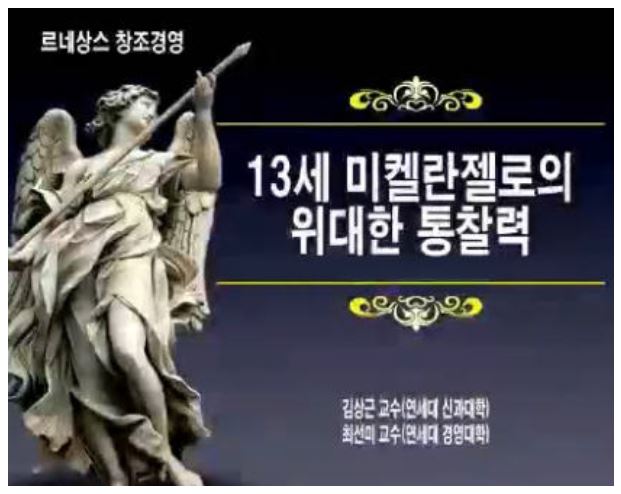 르네상스 창조경영
13세 미켈란젤로의
위대한 통찰력
김상근 교수(연세대 신과대학)
최선미 교수(연세대 경영대학)